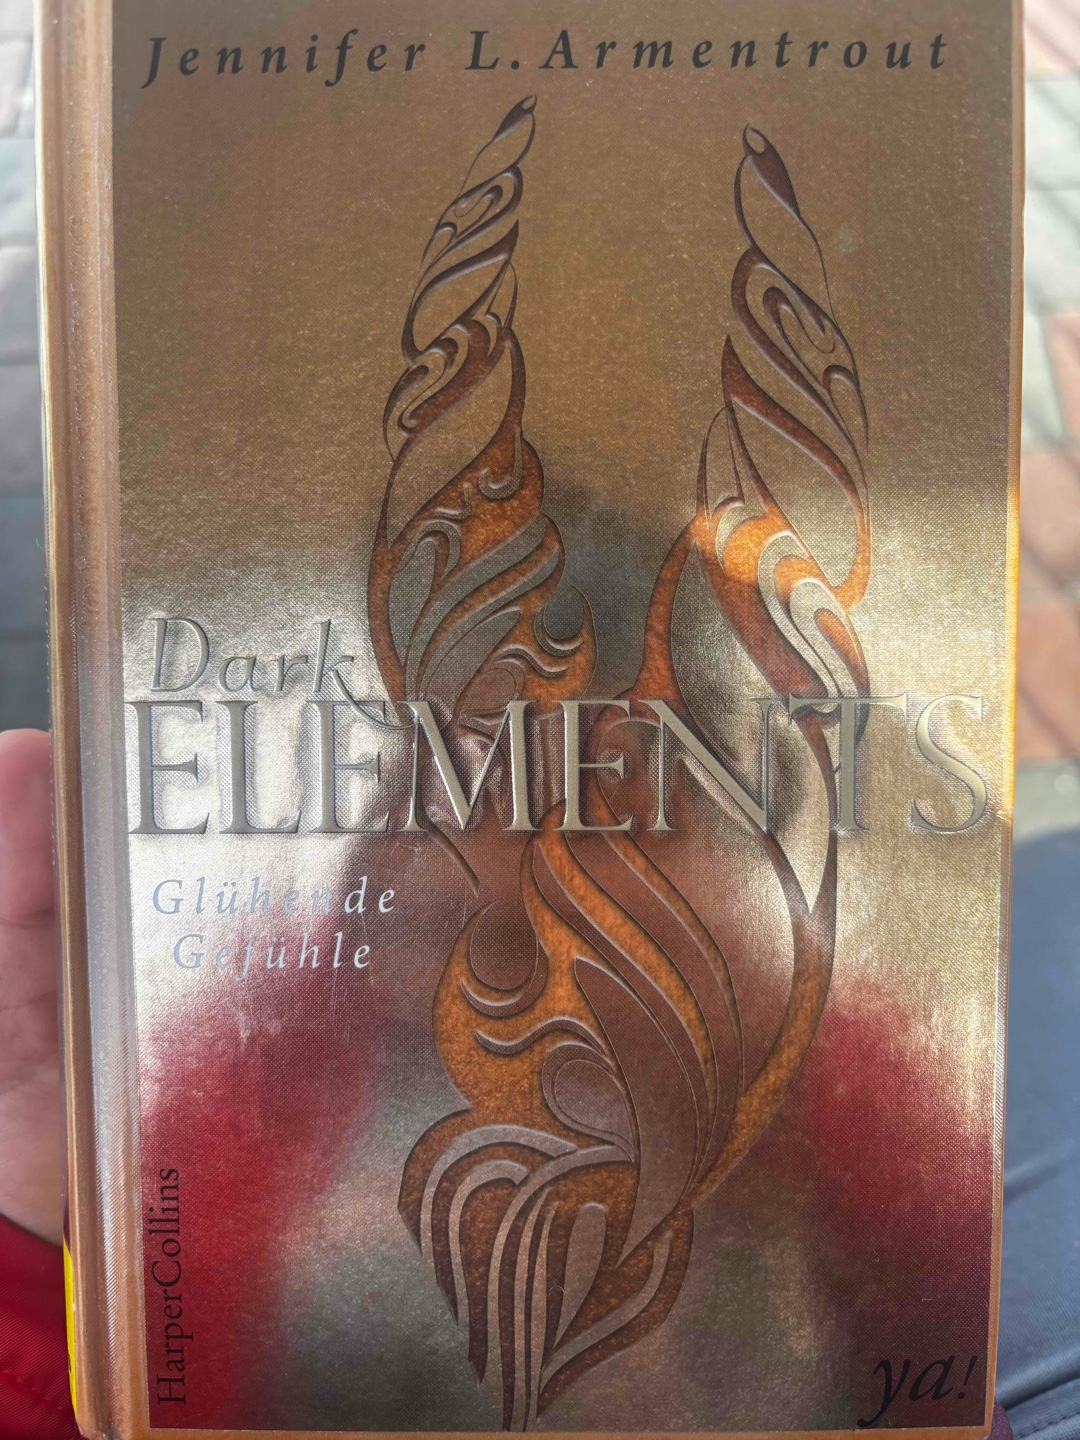 Jennifer L. Armentrout
Dark
ELEMENTS
Glühende
Gefühle
HarperCollins
ya!